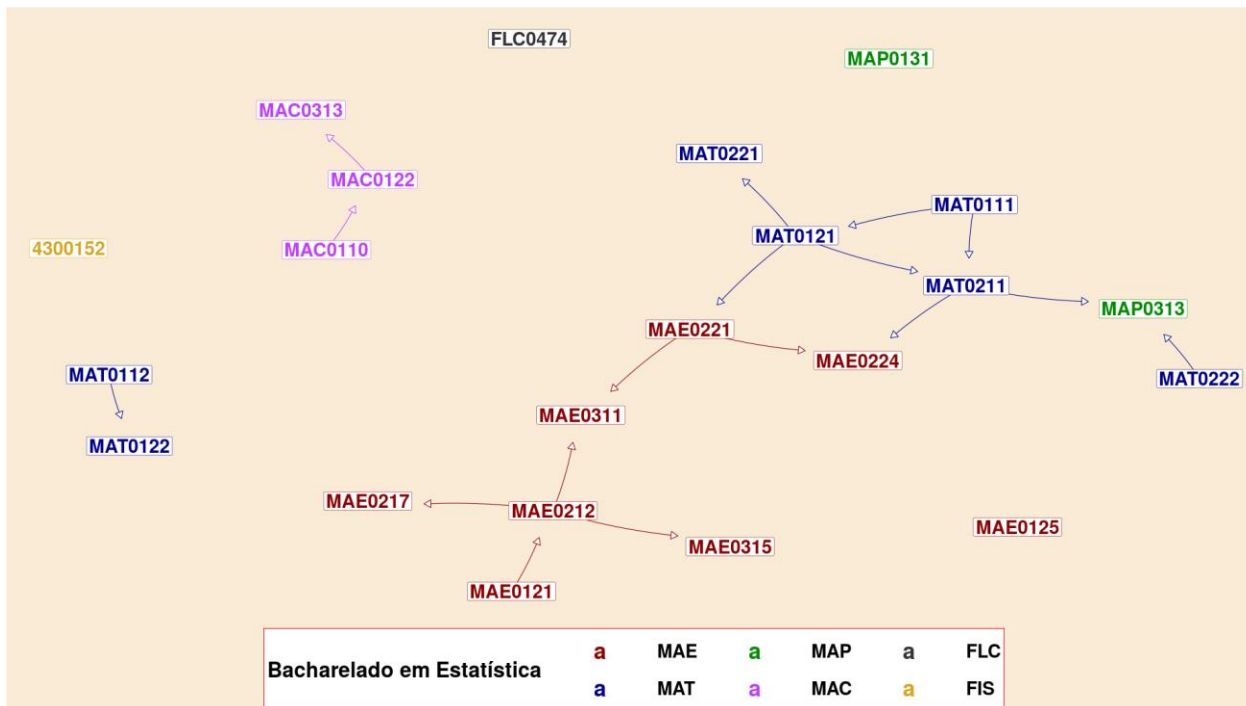 FLC0474
MAP0131
MAC0313
MAT0221
MAC0122
MAT0111
MAT0121
4300152
MAC0110
MAT0211
MAP0313
MAE0221
MAE0224
MAT0112
MAT0222
MAE0311
MAT0122
MAE0217
MAE0212
MAE0125
MAE0315
MAE0121
Bacharelado em Estatística
a MAE a MAP a FLC
a MAT a MAC a FIS